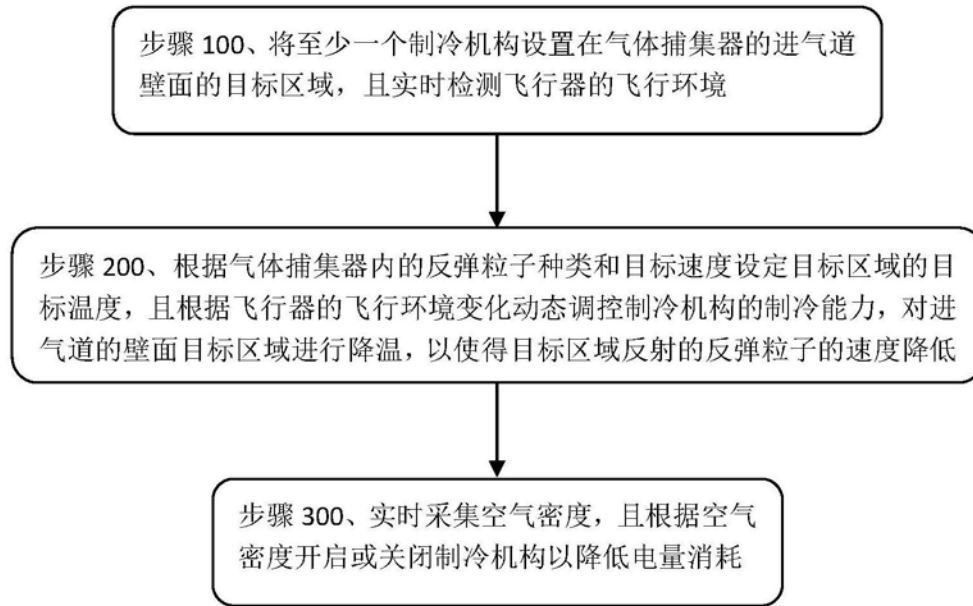 步骤 100、将至少一个制冷机构设置在气体捕集器的进气道
壁面的目标区域，且实时检测飞行器的飞行环境
步骤 200、根据气体捕集器内的反弹粒子种类和目标速度设定目标区域的目
标温度，且根据飞行器的飞行环境变化动态调控制冷机构的制冷能力，对进
气道的壁面目标区域进行降温，以使得目标区域反射的反弹粒子的速度降低
步骤 300、实时采集空气密度，且根据空气
密度开启或关闭制冷机构以降低电量消耗